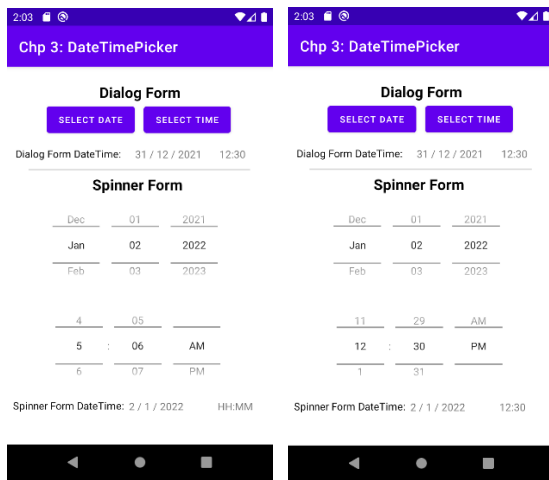 2:03
Chp 3: DateTimePicker
Dialog Form
SELECT DATE SELECT TIME
Dialog Form DateTime: 31 / 12 / 2021 12:30
Spinner Form
Dec 01 2021
Jan 02 2022
Feb 03 2023
4 05
5 : 06 AM
6 07 PM
Spinner Form DateTime: 2 / 1 / 2022 HH:MM
2:03
Chp 3: DateTimePicker
Dialog Form
SELECT DATE SELECT TIME
Dialog Form DateTime: 31 / 12 / 2021 12:30
Spinner Form
Dec 01 2021
Jan 02 2022
Feb 03 2023
11 29 AM
12 : 30 PM
1 31
Spinner Form DateTime: 2 / 1 / 2022 12:30